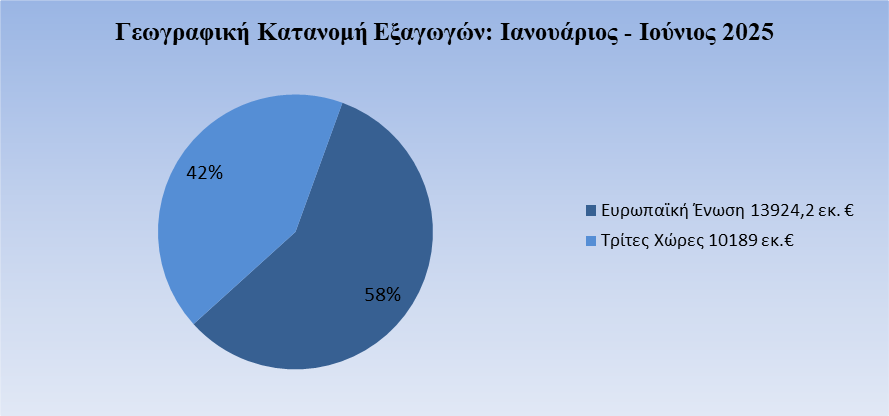 Γεωγραφική Κατανομή Εξαγωγών: Ιανουάριος - Ιούνιος 2025
42%
58%
Ευρωπαϊκή Ένωση 13924,2 εκ. €
Τρίτες Χώρες 10189 εκ.€